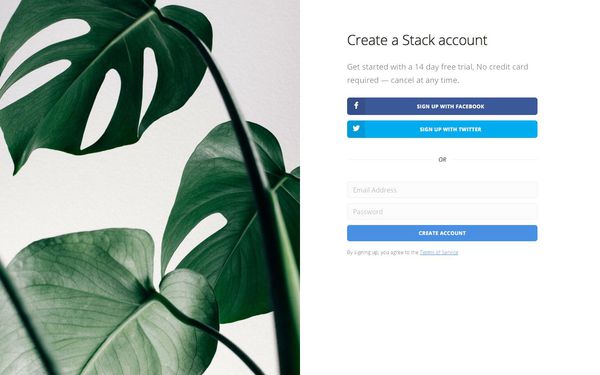 Create a Stack account
Get started with a 14 day free trial, No credit card
required — cancel at any time.
SIGN UP WITH FACEBOOK
SIGN UP WITH TWITTER
OR
Email Address
Password
CREATE ACCOUNT
By signing up, you agree to the Terms of Service